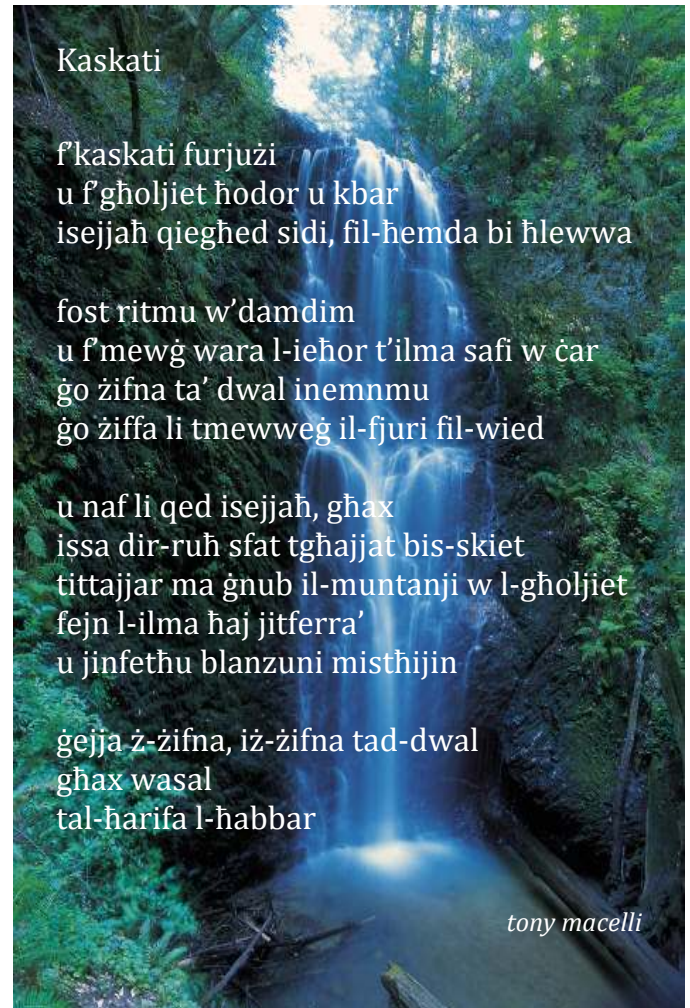 Kaskati
f'kaskati furjużi
u f'għoljiet ħodor u kbar
isejjaħ qiegħed sidi, fil-ħemda bi ħlewwa
fost ritmu w'damdim
u f'mewġ wara l-ieħor t'ilma safi w ċar
ġo żifna ta' dwal inemnmu
ġo żiffa li tmewweġ il-fjuri fil-wied
u naf li qed isejjaħ, għax
issa dir-ruħ sfat tgħajjat bis-skiet
tittajjar ma ġnub il-muntanji w l-għoljiet
fejn l-ilma ħaj jitferra'
u jinfetħu blanzuni mistħijin
ġejja ż-żifna, iż-żifna tad-dwal
għax wasal
tal-ħarifa l-ħabbar
tony macelli